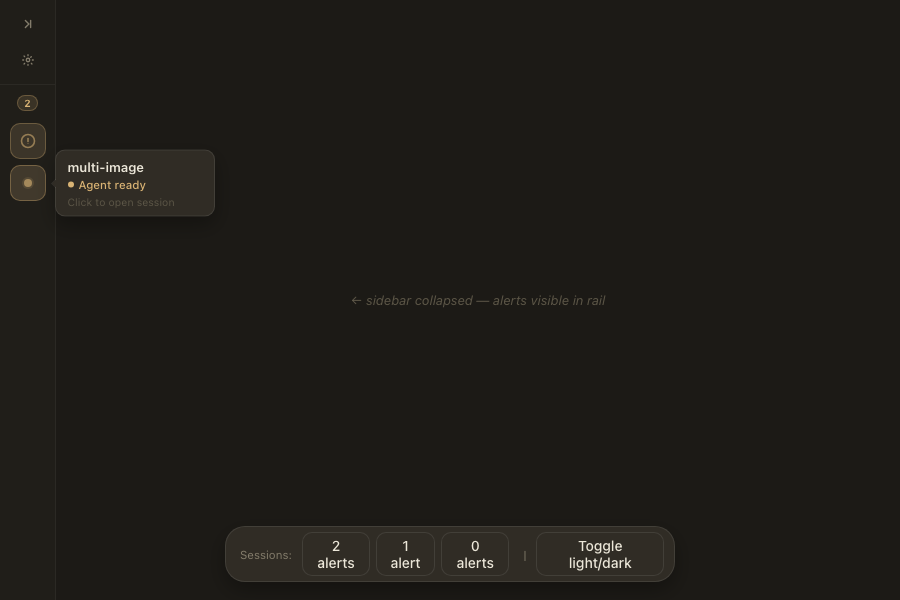 2
multi-image
Agent ready
Click to open session
← sidebar collapsed — alerts visible in rail
Sessions:
2
alerts
1
alert
0
alerts
|
Toggle
light/dark